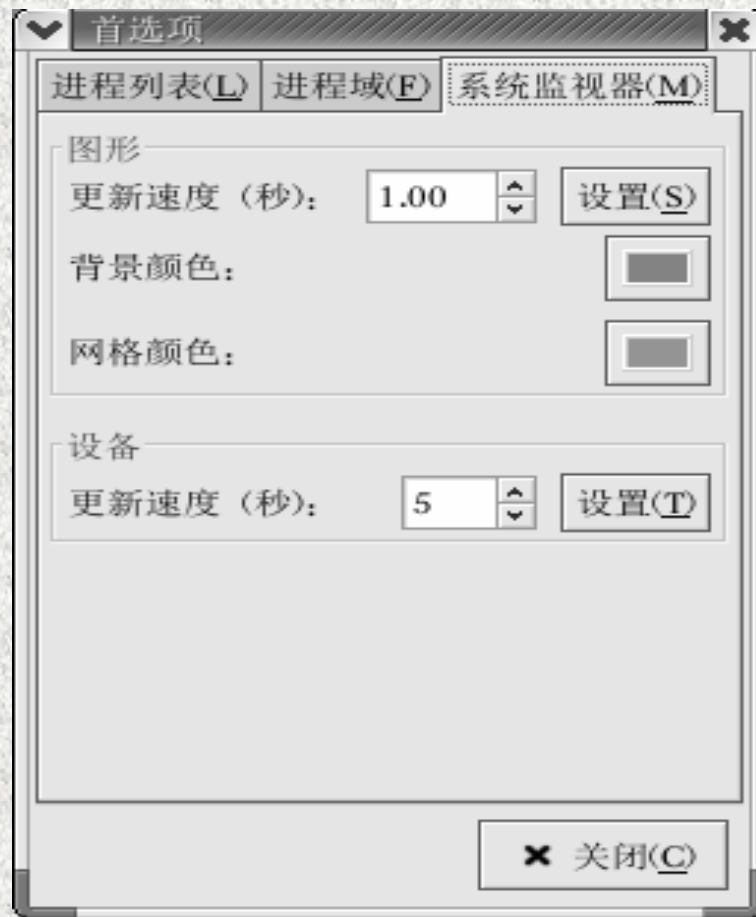 首选项
进程列表(L) 进程域(F) 系统监视器(M)
图形
更新速度（秒）： 1.00 设置(S)
背景颜色：
网格颜色：
设备
更新速度（秒）： 5 设置(T)
关闭(C)